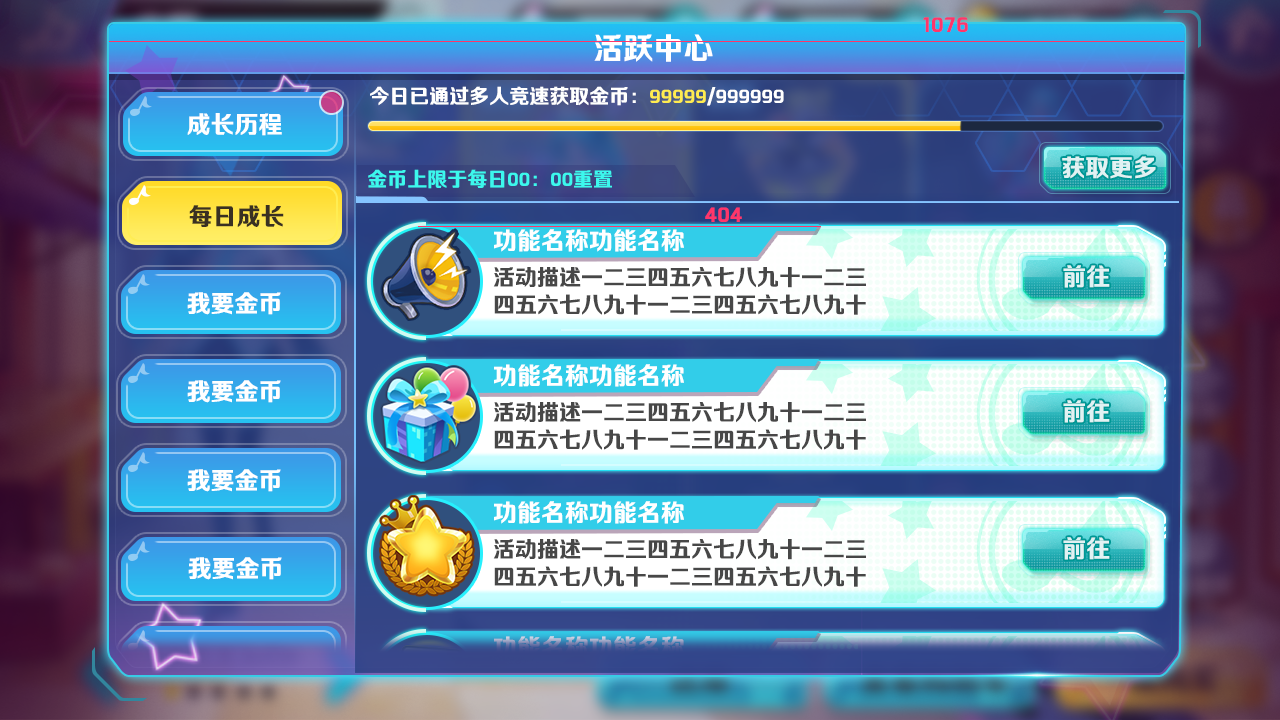 1076
活跃中心
成长历程
每日成长
我要金币
我要金币
我要金币
我要金币
今日已通过多人竞速获取金币：99999/999999
金币上限于每日00：00重置
获取更多
404
功能名称功能名称
活动描述一二三四五六七八九十一二三
四五六七八九十一二三四五六七八九十
前往
功能名称功能名称
活动描述一二三四五六七八九十一二三
四五六七八九十一二三四五六七八九十
前往
功能名称功能名称
活动描述一二三四五六七八九十一二三
四五六七八九十一二三四五六七八九十
前往
功能名称功能名称